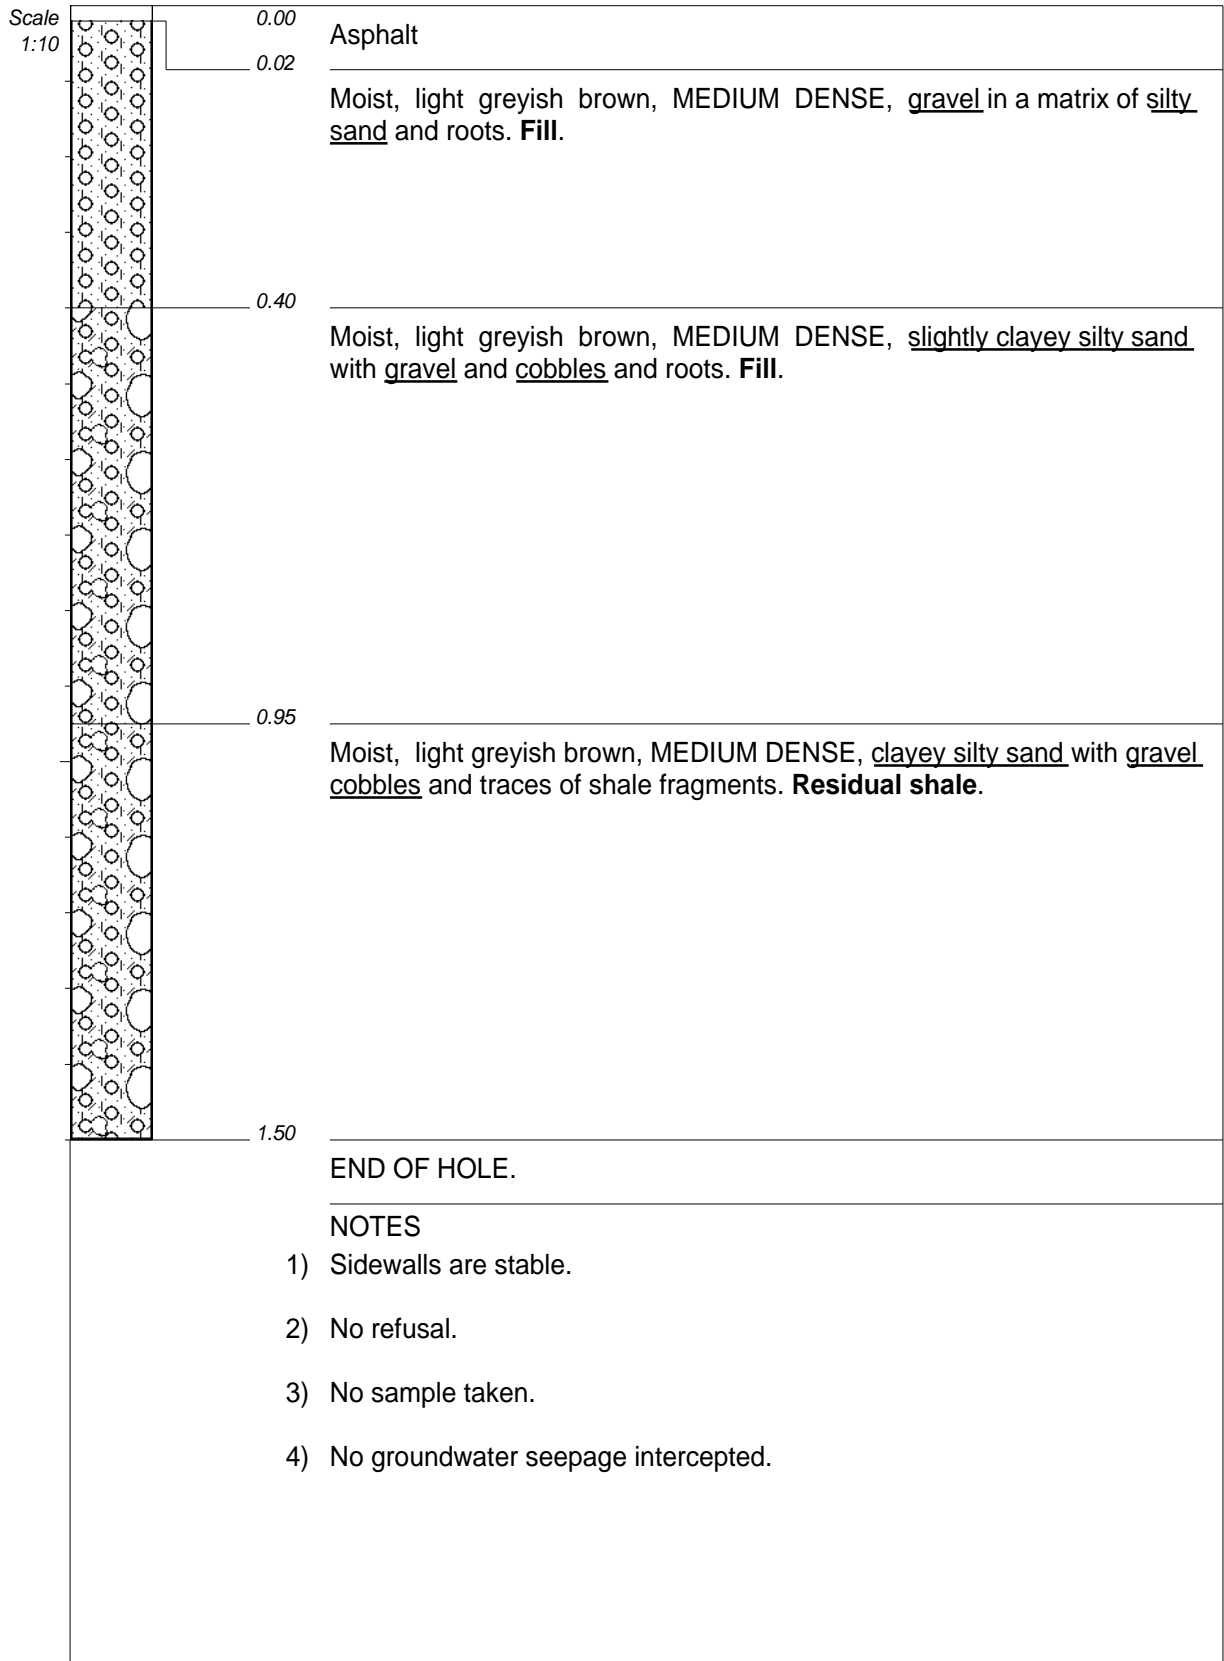 Scale
1:10
0.00
Asphalt
0.02
Moist, light greyish brown, MEDIUM DENSE, gravel in a matrix of silty
sand and roots. Fill.
0.40
Moist, light greyish brown, MEDIUM DENSE, slightly clayey silty sand
with gravel and cobbles and roots. Fill.
0.95
Moist, light greyish brown, MEDIUM DENSE, clayey silty sand with gravel
cobbles and traces of shale fragments. Residual shale.
1.50
END OF HOLE.
NOTES
1) Sidewalls are stable.
2) No refusal.
3) No sample taken.
4) No groundwater seepage intercepted.